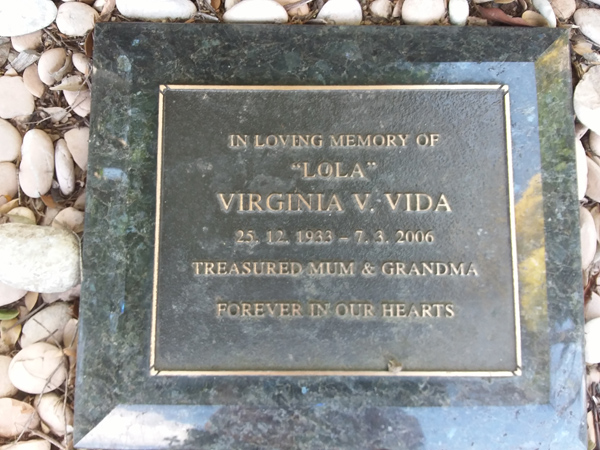 IN LOVING MEMORY OF
"LOLA"
VIRGINIA V. VIDA
25. 12. 1933 – 7. 3. 2006
TREASURED MUM & GRANDMA
FOREVER IN OUR HEARTS